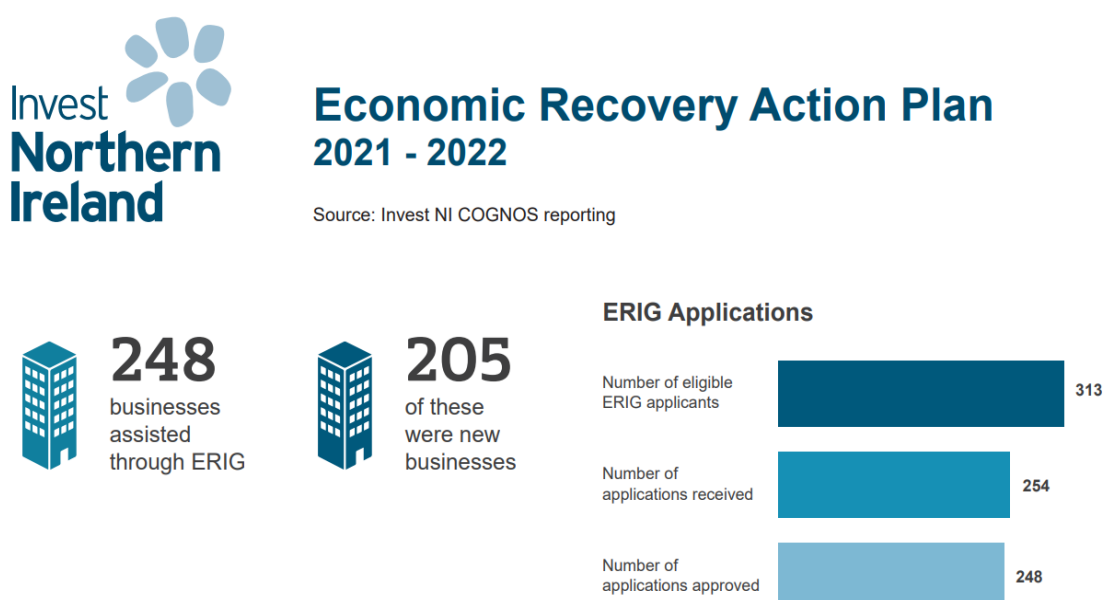 Invest
Northern
Ireland
Economic Recovery Action Plan
2021 - 2022
Source: Invest NI COGNOS reporting
248
businesses
assisted
through ERIG
205
of these
were new
businesses
ERIG Applications
Number of eligible
ERIG applicants
313
Number of
applications received
254
Number of
applications approved
248